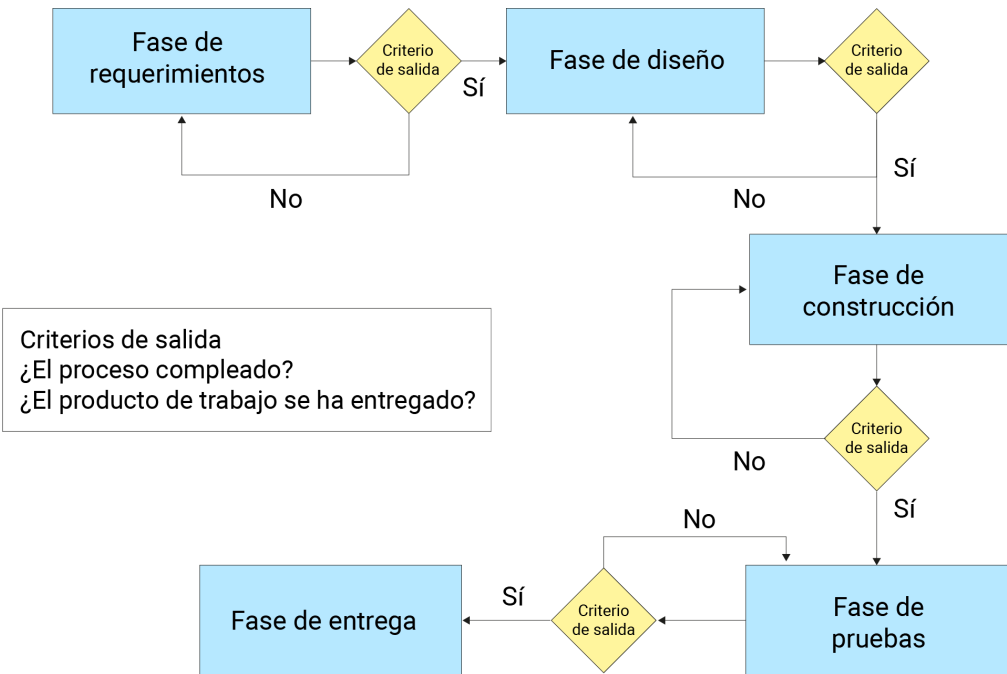 Fase de
requerimientos
Criterio
de salida
Sí
No
Fase de diseño
Criterio
de salida
No
Sí
Fase de
construcción
Criterios de salida
¿El proceso compleado?
¿El producto de trabajo se ha entregado?
Criterio
de salida
No
Sí
No
Fase de
pruebas
Criterio
de salida
Sí
Fase de entrega